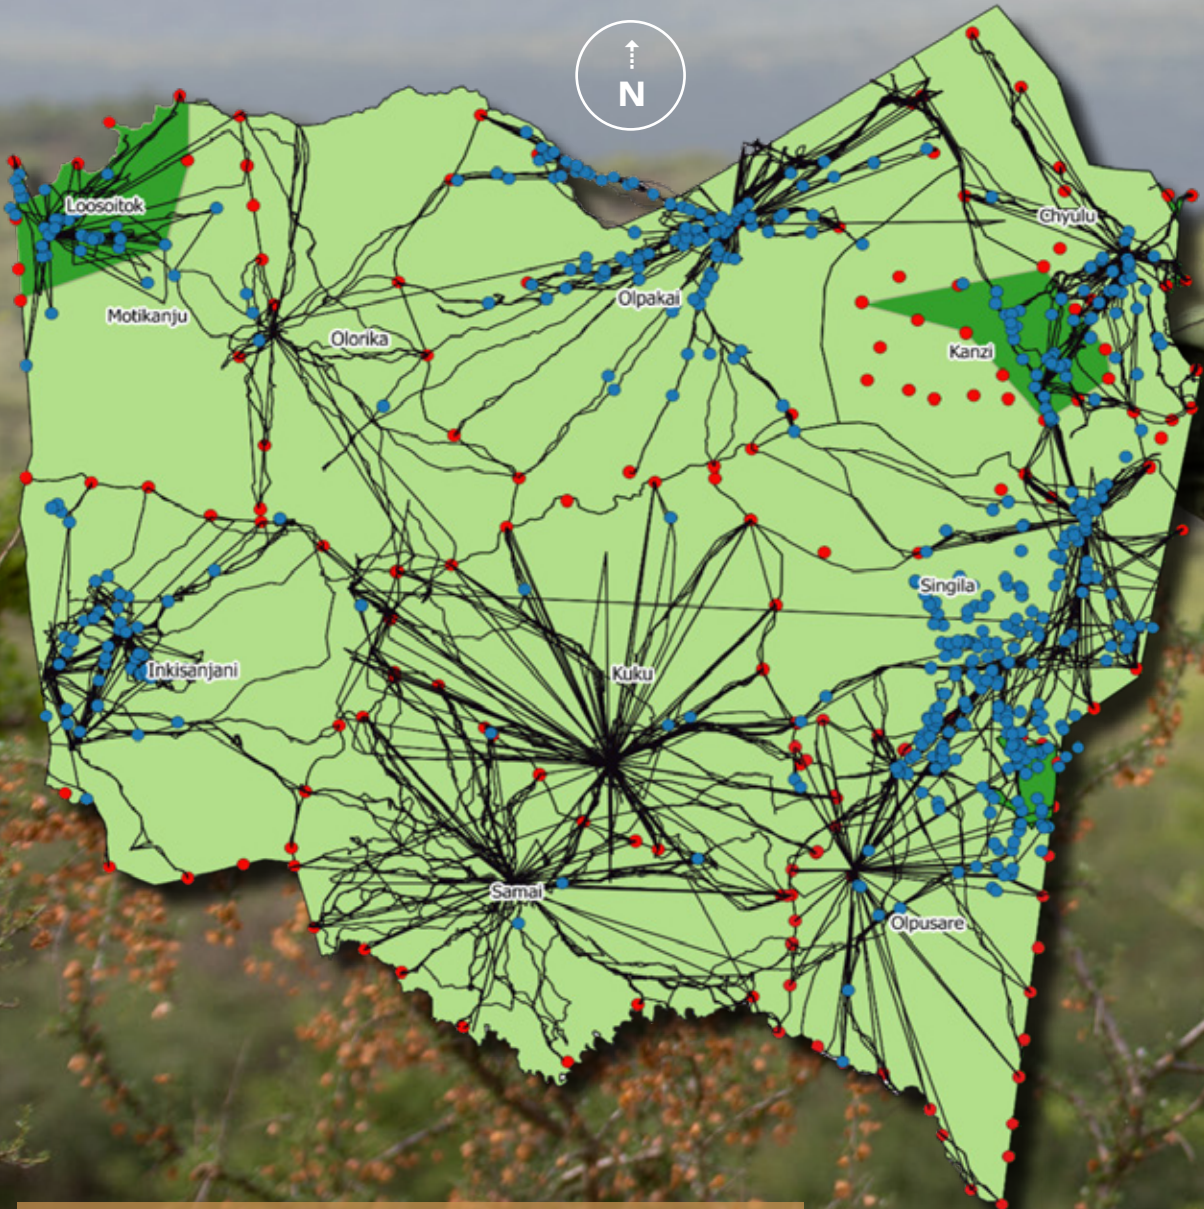 N
Loosoitok
Chyulu
Olpakai
Motikanju
Olorika
Kanzi
Singila
Inkisanjani
Kuku
Samai
Olpusare